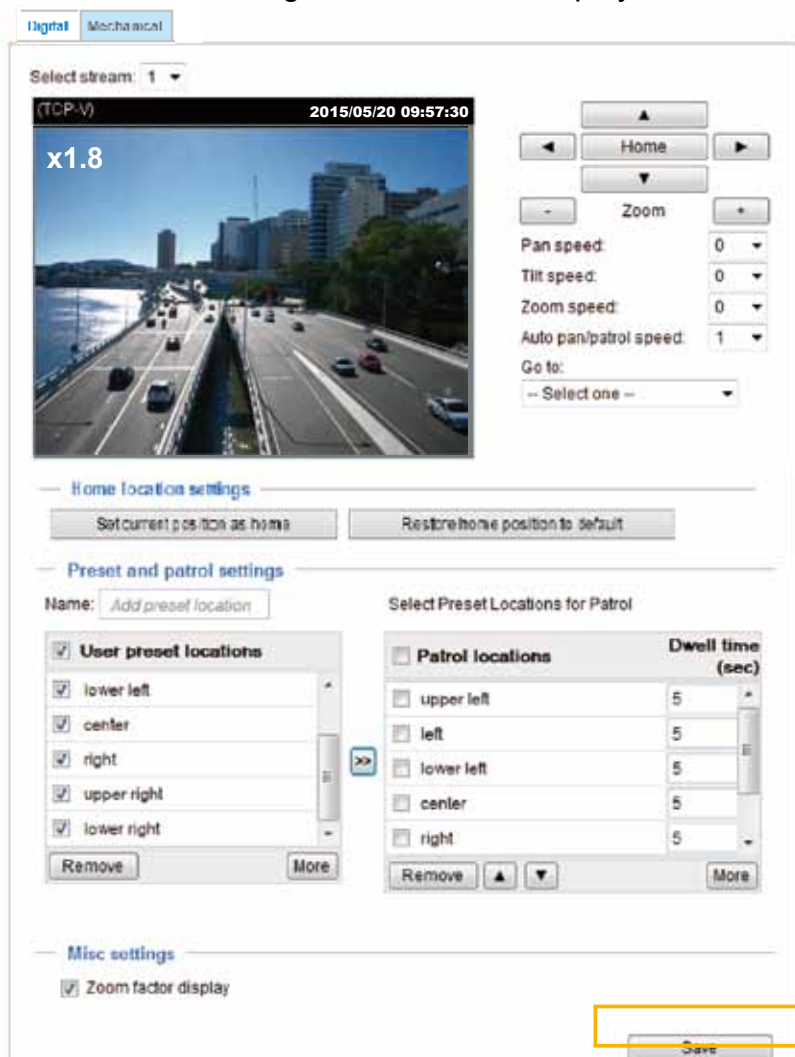 Digital Mechanical
Select stream: 1
(TCP-V) 2015/05/20 09:57:30
x1.8
Home
- Zoom +
Pan speed: 0
Tilt speed: 0
Zoom speed: 0
Auto pan/patrol speed: 1
Go to:
-- Select one --
Home location settings
Set current position as home Restore home position to default
Preset and patrol settings
Name: Add preset location Select Preset Locations for Patrol
User preset locations
lower left
center
right
upper right
lower right
Remove More
>>
Patrol locations Dwell time (sec)
upper left 5
left 5
lower left 5
center 5
right 5
Remove More
Misc settings
Zoom factor display
Save